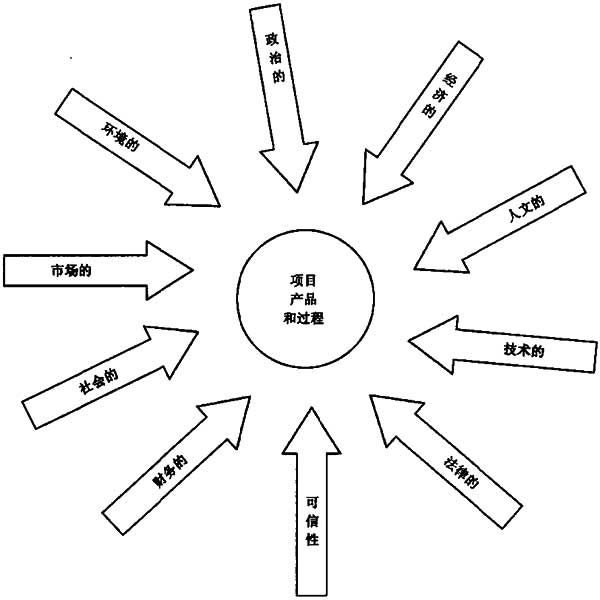 政治的
经济的
环境的
人文的
市场的
项目
产品
和过程
技术的
社会的
财务的
法律的
可信性